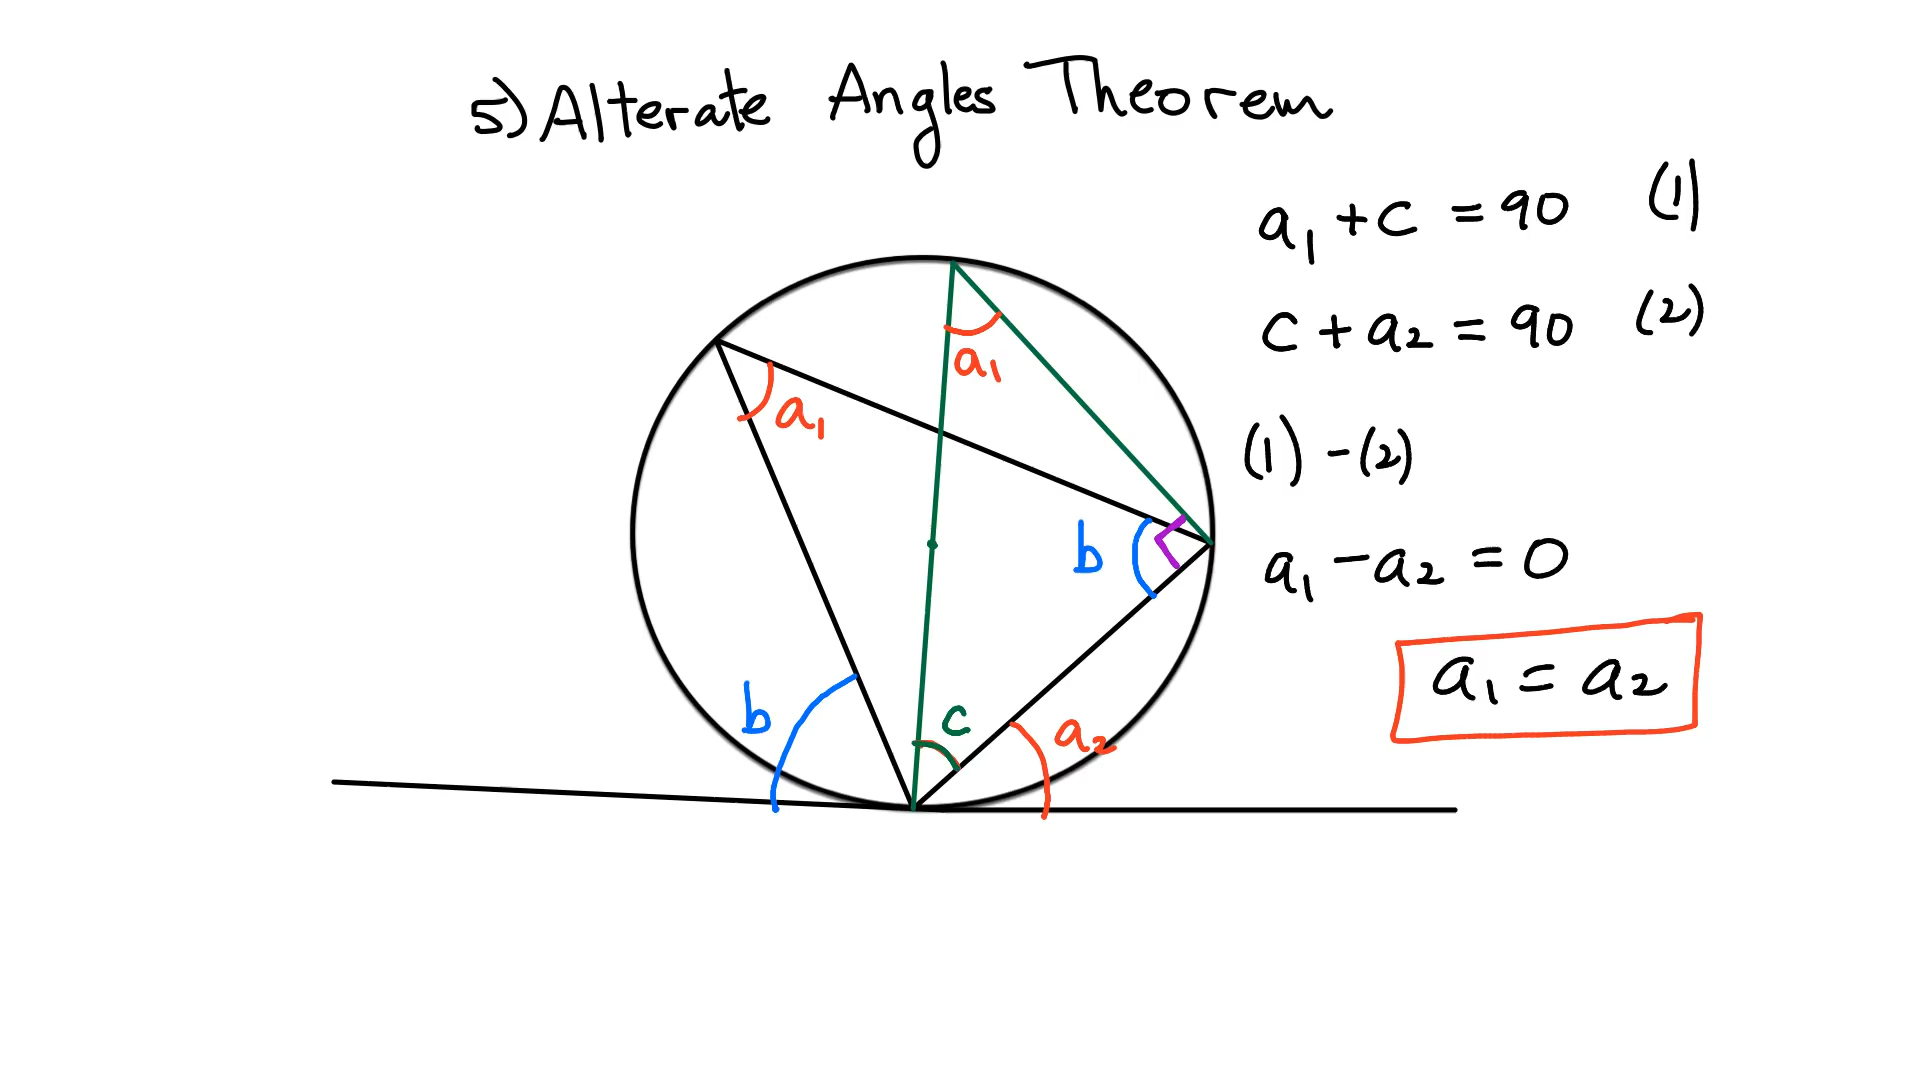 5) Alterate Angles Theorem
a₁ + c = 90 (1)
c + a₂ = 90 (2)
(1) - (2)
a₁ - a₂ = 0
a₁ = a₂
a₁
a₁
b
b
c
a₂